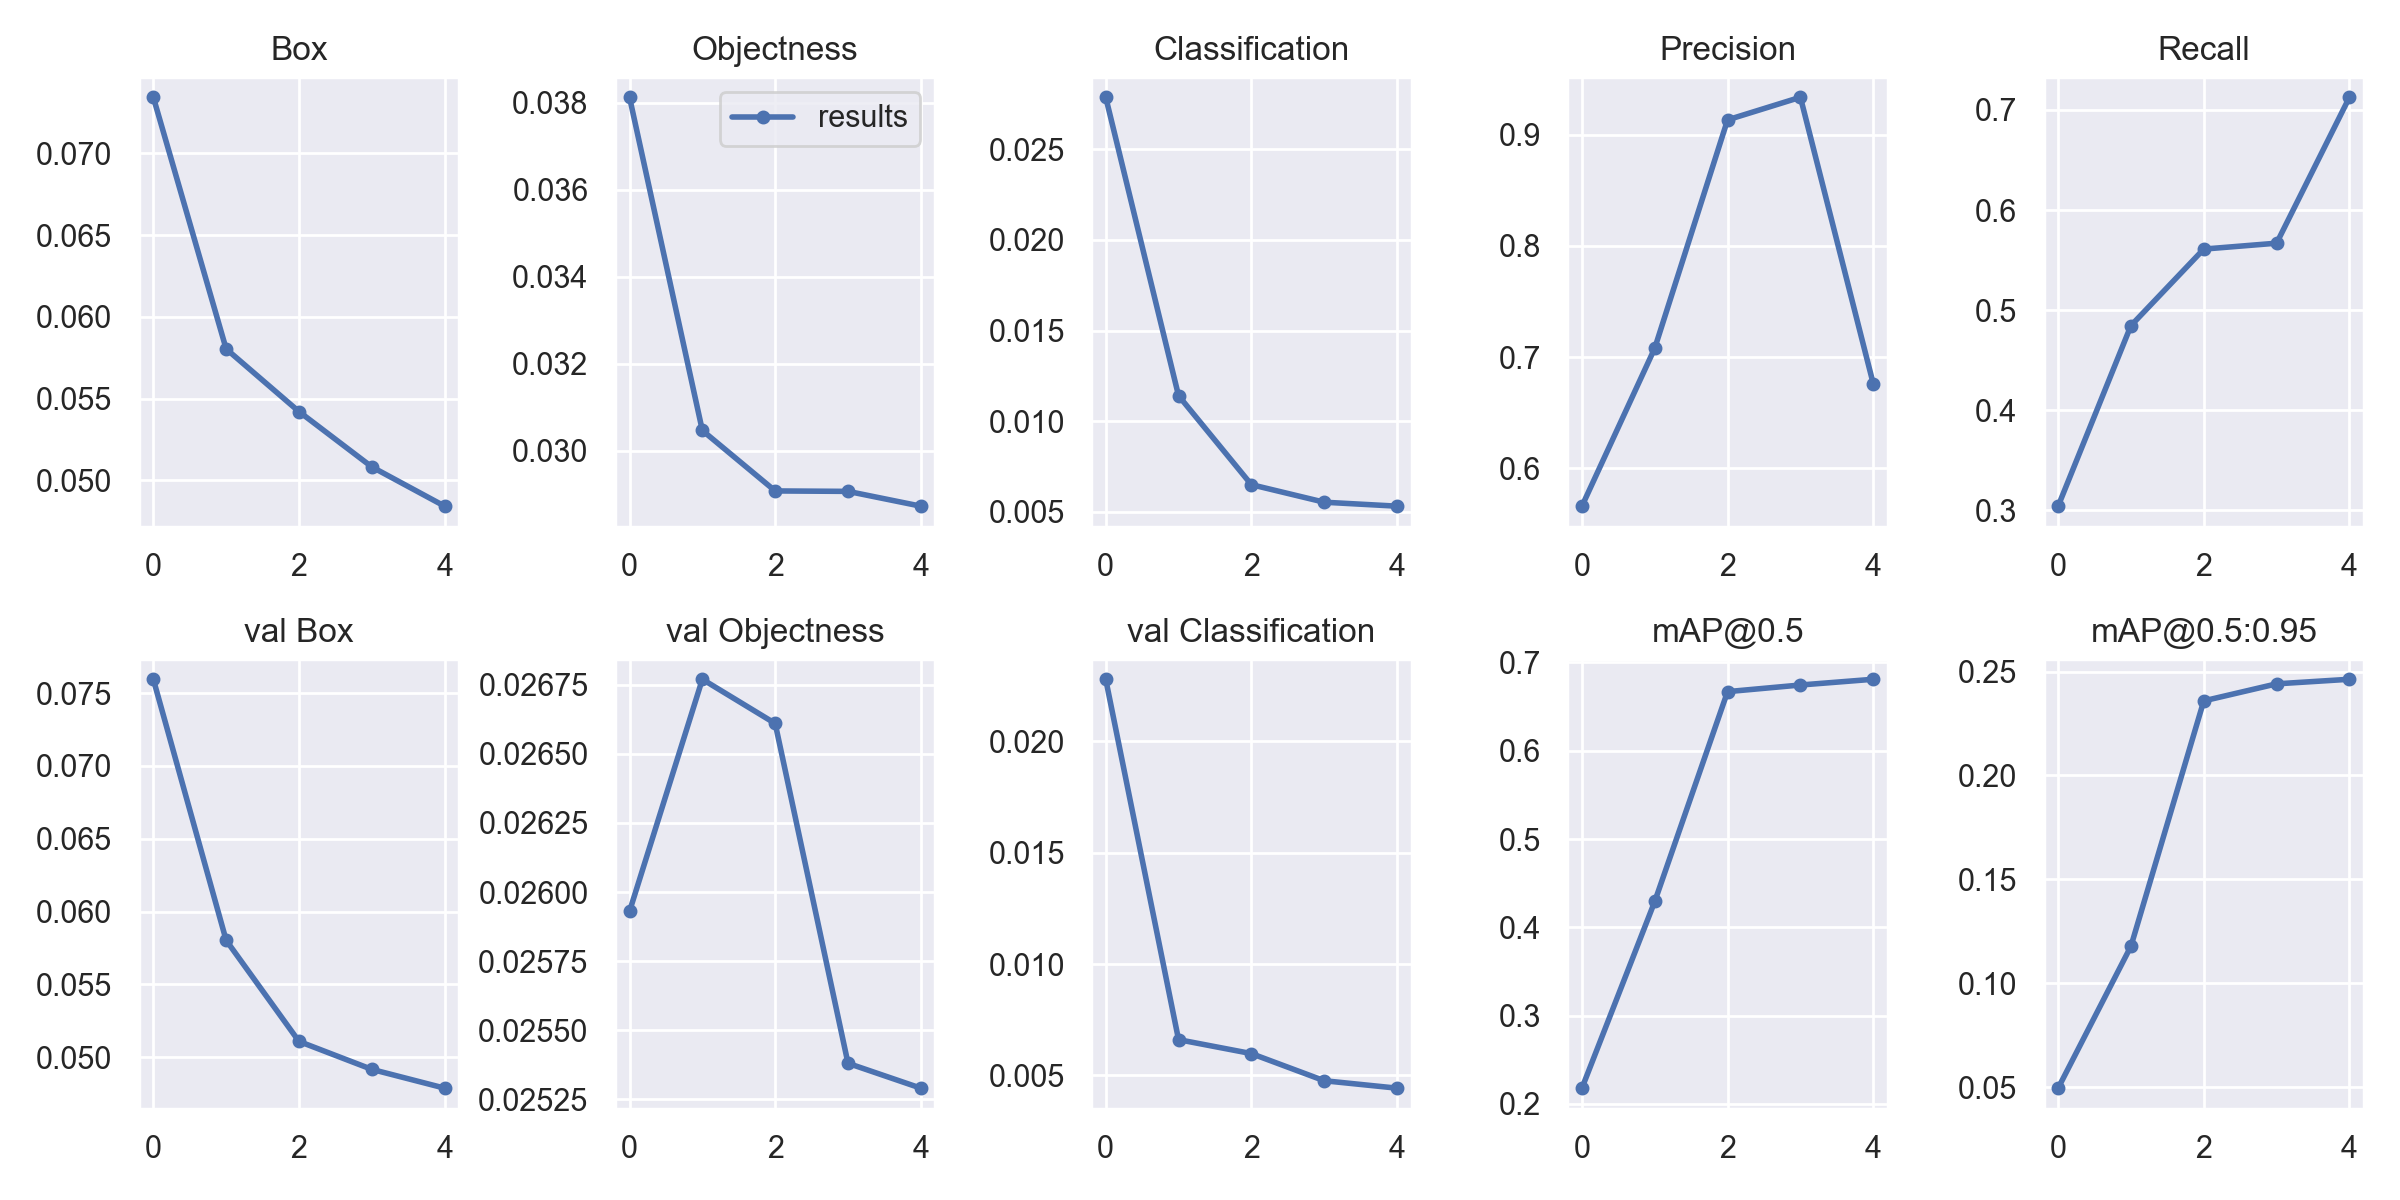 Box
0.070
0.065
0.060
0.055
0.050
0 2 4
Objectness
results
0.038
0.036
0.034
0.032
0.030
0 2 4
Classification
0.025
0.020
0.015
0.010
0.005
0 2 4
Precision
0.9
0.8
0.7
0.6
0 2 4
Recall
0.7
0.6
0.5
0.4
0.3
0 2 4
val Box
0.075
0.070
0.065
0.060
0.055
0.050
0 2 4
val Objectness
0.02675
0.02650
0.02625
0.02600
0.02575
0.02550
0.02525
0 2 4
val Classification
0.020
0.015
0.010
0.005
0 2 4
mAP@0.5
0.7
0.6
0.5
0.4
0.3
0.2
0 2 4
mAP@0.5:0.95
0.25
0.20
0.15
0.10
0.05
0 2 4